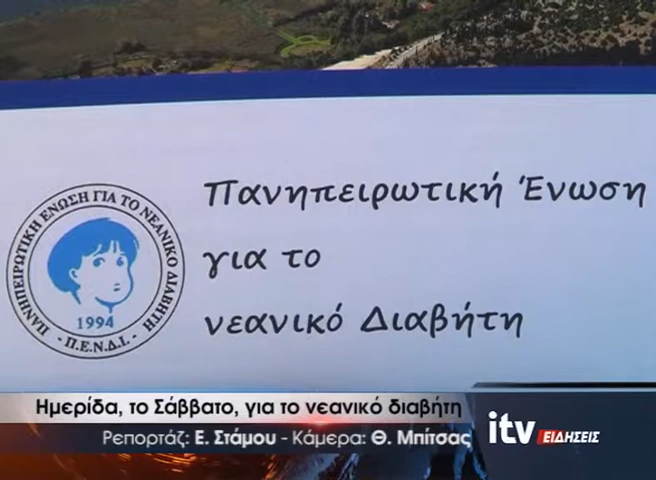 Πανηπειρωτική Ένωση
για το
νεανικό Διαβήτη
ΠΑΝΗΠΕΙΡΩΤΙΚΗ ΕΝΩΣΗ ΓΙΑ ΤΟ ΝΕΑΝΙΚΟ ΔΙΑΒΗΤΗ
1994
- Π.Ε.Ν.Δ.Ι. -
Ημερίδα, το Σάββατο, για το νεανικό διαβήτη
Ρεπορτάζ: Ε. Στάμου - Κάμερα: Θ. Μπίτσας
itv ΕΙΔΗΣΕΙΣ